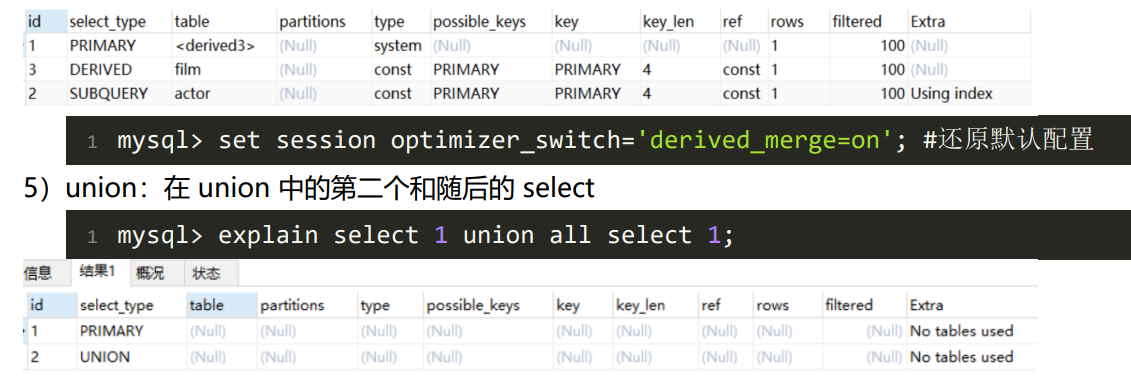 id select_type table partitions type possible_keys key key_len ref rows filtered Extra
1 PRIMARY <derived3> (Null) system (Null) (Null) (Null) (Null) 1 100 (Null)
3 DERIVED film (Null) const PRIMARY PRIMARY 4 const 1 100 (Null)
2 SUBQUERY actor (Null) const PRIMARY PRIMARY 4 const 1 100 Using index
1 mysql> set session optimizer_switch='derived_merge=on'; #还原默认配置
5）union：在 union 中的第二个和随后的 select
1 mysql> explain select 1 union all select 1;
信息 结果1 概况 状态
id select_type table partitions type possible_keys key key_len ref rows filtered Extra
1 PRIMARY (Null) (Null) (Null) (Null) (Null) (Null) (Null) (Null) (Null) No tables used
2 UNION (Null) (Null) (Null) (Null) (Null) (Null) (Null) (Null) (Null) No tables used